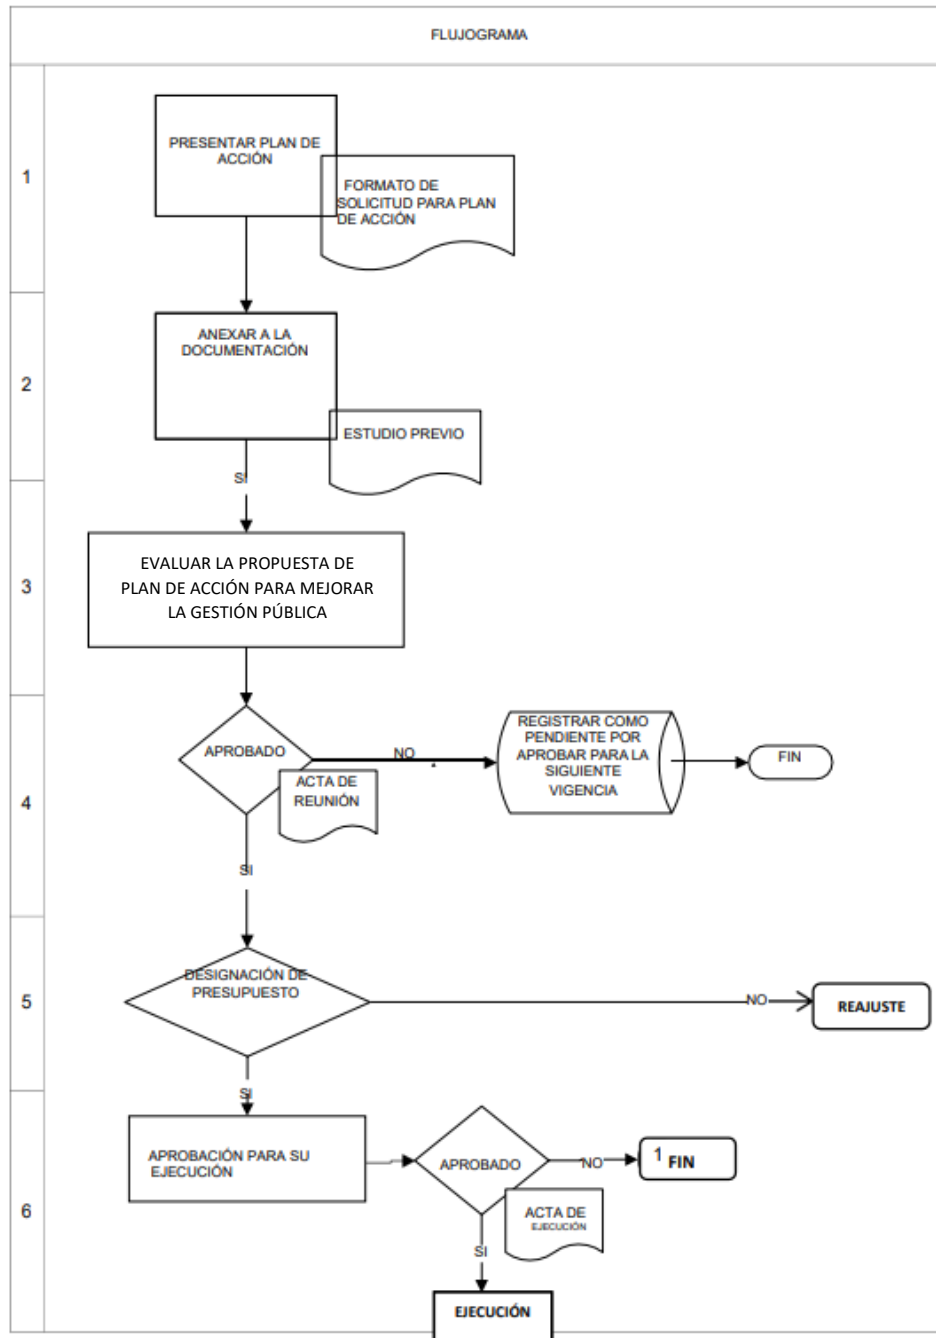 FLUJOGRAMA
1
PRESENTAR PLAN DE
ACCIÓN
FORMATO DE
SOLICITUD PARA PLAN
DE ACCIÓN
2
ANEXAR A LA
DOCUMENTACIÓN
ESTUDIO PREVIO
SI
3
EVALUAR LA PROPUESTA DE
PLAN DE ACCIÓN PARA MEJORAR
LA GESTIÓN PÚBLICA
4
APROBADO
NO
ACTA DE
REUNIÓN
REGISTRAR COMO
PENDIENTE POR
APROBAR PARA LA
SIGUIENTE
VIGENCIA
FIN
SI
5
DESIGNACIÓN DE
PRESUPUESTO
NO
REAJUSTE
SI
6
APROBACIÓN PARA SU
EJECUCIÓN
APROBADO
NO
1 FIN
ACTA DE
EJECUCIÓN
SI
EJECUCIÓN